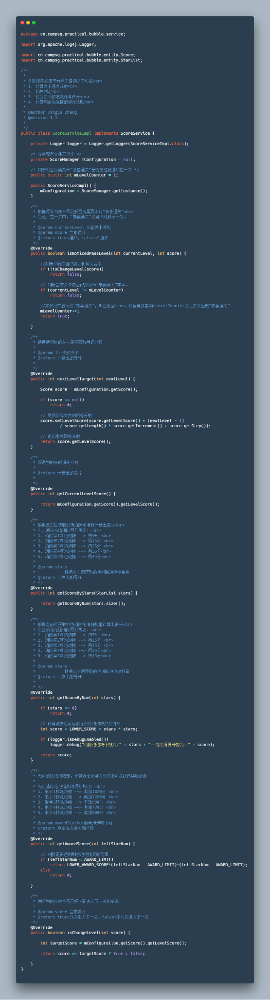 package cn.campsg.practical.bubble.service;
import org.apache.log4j.Logger;
import cn.campsg.practical.bubble.entity.Score;
import cn.campsg.practical.bubble.entity.StarList;
/**
 *
 * 分数服务类用于为界面提供以下功能<br>
 * 1. 计算关卡通关分数<br>
 * 2. 切关判定<br>
 * 3. 根据消除的泡泡计算得分<br>
 * 4. 计算剩余泡泡糖的得分奖励<br>
 *
 * @author Jingyu Zhang
 * @version 1.1
 *
 */
public class ScoreServiceImpl implements ScoreService {
    private Logger logger = Logger.getLogger(ScoreServiceImpl.class);
    /* 分数配置文件工具类 */
    private ScoreManager mConfiguration = null;
    /* 用于判定当前关卡“恭喜通关”是否已经被通知过一次 */
    public static int mLevelCounter = 1;
    public ScoreServiceImpl() {
        mConfiguration = ScoreManager.getInstance();
    }
    /**
     * 根据得分与关卡号判断是否需要出现“恭喜通关”<br>
     * 注意：在一关中，“恭喜通关”仅且仅能显示一次。
     *
     * @param currentLevel 当前关卡等级
     * @param score 当前得分
     * @return true:通知，false:不通知
     */
    @Override
    public boolean isNoticedPassLevel(int currentLevel, int score) {
        //判断分数是否已经达到通关要求
        if (!isChangeLevel(score))
            return false;
        // 判断当前关卡是否已经显示“恭喜通关”字样。
        if (currentLevel != mLevelCounter)
            return false;
        //如果没有显示过“恭喜通关”，那么返回true，并且通过累加mLevelCounter防止多次出现“恭喜通关”
        mLevelCounter++;
        return true;
    }
    /**
     * 根据要切换的关卡等级获取目标分数
     *
     * @param 下一关的关卡
     * @return 计算出的得分
     *
     */
    @Override
    public int nextLevelTarget(int nextLevel) {
        Score score = mConfiguration.getScore();
        if (score == null)
            return 0;
        // 更新保存本关的目标分数
        score.setLevelScore(score.getLevelScore() + (nextLevel - 1)
                / score.getLength() * score.getIncrement() + score.getStep());
        // 返回本关目标分数
        return score.getLevelScore();
    }
    /**
     * 获得当前关的通关分数
     *
     * @return 计算出的得分
     *
     */
    @Override
    public int getCurrentLevelScore() {
        return mConfiguration.getScore().getLevelScore();
    }
    /**
     * 根据点击后获取的待消除泡泡糖计算出得分<br>
     * 点击后泡泡糖消除得分规则: <br>
     * 1. 消除第1颗泡泡糖 --> 得5分 <br>
     * 2. 消除第2颗泡泡糖 --> 得15分 <br>
     * 3. 消除第3颗泡泡糖 --> 得25分 <br>
     * 4. 消除第4颗泡泡糖 --> 得35分<br>
     * 5. 消除第5颗泡泡糖 --> 得45分<br>
     *
     * @param stars
     *            根据点击后获取的待消除泡泡糖集合
     * @return 计算出的得分
     * */
    @Override
    public int getScoreByStars(StarList stars) {
        return getScoreByNum(stars.size());
    }
    /**
     * 根据点击后获取的待消除泡泡糖数量计算出得分<br>
     * 点击后泡泡糖消除得分规则: <br>
     * 1. 消除第1颗泡泡糖 --> 得5分 <br>
     * 2. 消除第2颗泡泡糖 --> 得15分 <br>
     * 3. 消除第3颗泡泡糖 --> 得25分 <br>
     * 4. 消除第4颗泡泡糖 --> 得35分<br>
     * 5. 消除第5颗泡泡糖 --> 得45分<br>
     *
     * @param stars
     *            根据点击后获取的待消除泡泡糖数量
     * @return 计算出的得分
     *
     * */
    @Override
    public int getScoreByNum(int stars) {
        if (stars <= 0)
            return 0;
        // 计算点击后满足消除条件泡泡糖的总得分
        int score = LOWER_SCORE * stars * stars;
        if (logger.isDebugEnabled())
            logger.debug("消除泡泡糖个数为:" + stars + "--消除所得分数为: " + score);
        return score;
    }
    /**
     * 无可消除泡泡糖是，计算剩余无可消除泡泡可以获得奖励分数
     *
     * 无可消除泡泡糖奖励得分规则: <br>
     * 1. 剩余1颗泡泡糖 --> 奖励1620分 <br>
     * 2. 剩余2颗泡泡糖 --> 奖励1280分 <br>
     * 3. 剩余3颗泡泡糖 --> 奖励980分 <br>
     * 4. 剩余4颗泡泡糖 --> 奖励720分 <br>
     * 5. 剩余5颗泡泡糖 --> 奖励500分 <br>
     *
     * @param awardStarNum剩余泡泡糖个数
     * @return 剩余泡泡糖奖励分数
     * */
    @Override
    public int getAwardScore(int leftStarNum) {
        // 判断是否达到剩余泡泡糖奖励范围
        if (leftStarNum < AWARD_LIMIT)
            return LOWER_AWARD_SCORE*(leftStarNum - AWARD_LIMIT)*(leftStarNum - AWARD_LIMIT);
        else
            return 0;
    }
    /**
     * 判断当前分数是否已经达到进入下一关的要求
     *
     * @param score 当前得分
     * @return true:允许进入下一关，false:不允许进入下一关
     */
    @Override
    public boolean isChangeLevel(int score) {
        int targetScore = mConfiguration.getScore().getLevelScore();
        return score >= targetScore ? true : false;
    }
}